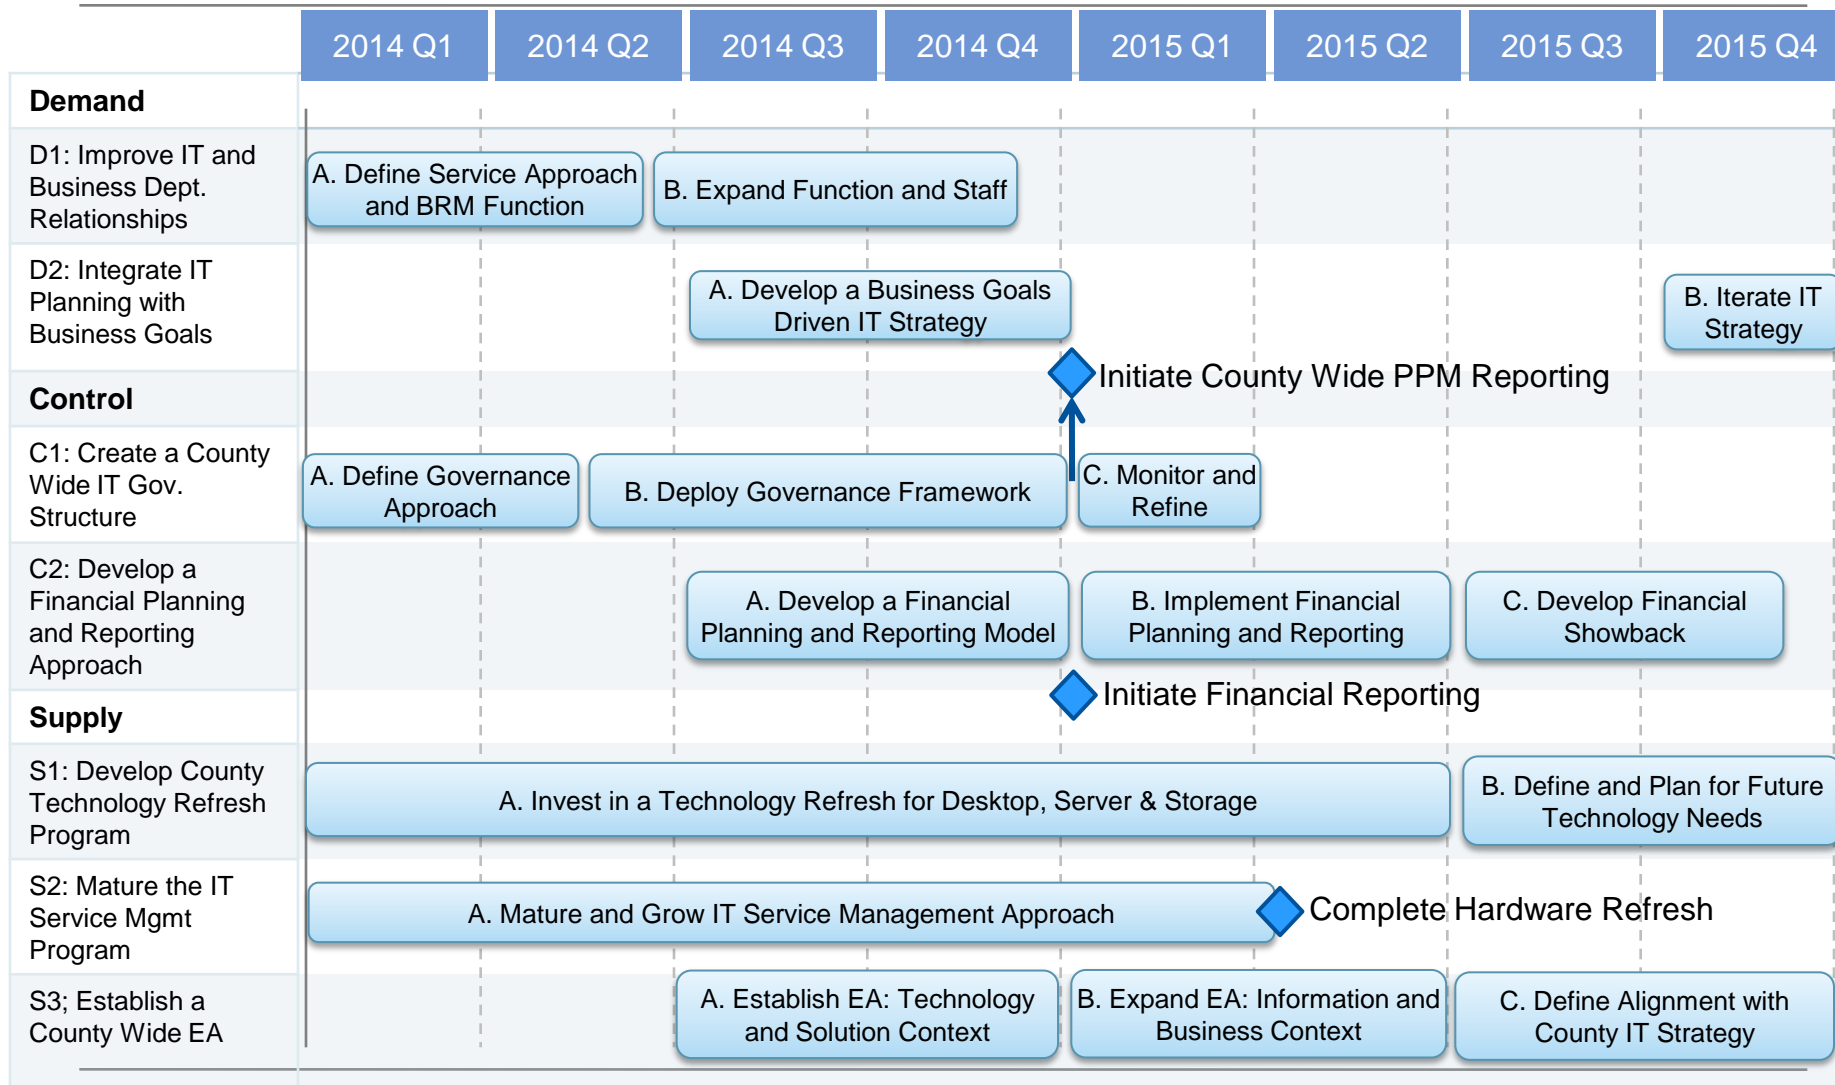 2014 Q1 2014 Q2 2014 Q3 2014 Q4 2015 Q1 2015 Q2 2015 Q3 2015 Q4
Demand
D1: Improve IT and
Business Dept.
Relationships
A. Define Service Approach
and BRM Function
B. Expand Function and Staff
D2: Integrate IT
Planning with
Business Goals
A. Develop a Business Goals
Driven IT Strategy
B. Iterate IT
Strategy
Initiate County Wide PPM Reporting
Control
C1: Create a County
Wide IT Gov.
Structure
A. Define Governance
Approach
B. Deploy Governance Framework
C. Monitor and
Refine
C2: Develop a
Financial Planning
and Reporting
Approach
A. Develop a Financial
Planning and Reporting Model
B. Implement Financial
Planning and Reporting
C. Develop Financial
Showback
Initiate Financial Reporting
Supply
S1: Develop County
Technology Refresh
Program
A. Invest in a Technology Refresh for Desktop, Server & Storage
B. Define and Plan for Future
Technology Needs
S2: Mature the IT
Service Mgmt
Program
A. Mature and Grow IT Service Management Approach
Complete Hardware Refresh
S3; Establish a
County Wide EA
A. Establish EA: Technology
and Solution Context
B. Expand EA: Information and
Business Context
C. Define Alignment with
County IT Strategy